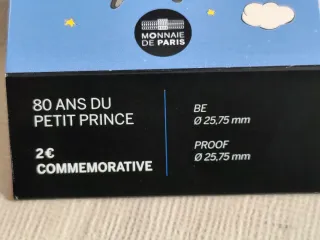 MONNAIE
DE PARIS
80 ANS DU
PETIT PRINCE
2€
COMMEMORATIVE
BE
Ø 25,75 mm
PROOF
Ø 25,75 mm